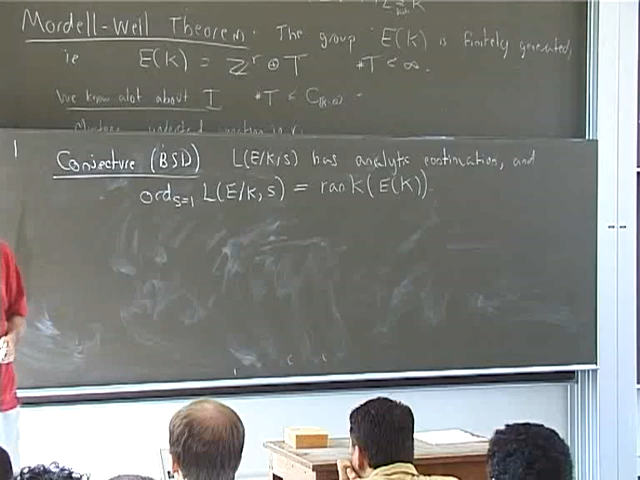 Mordell-Weil Theorem. The group E(K) is finitely generated,
ie E(K) = ℤ^r ⊕ T #T < ∞.
We know alot about T #T ≤ C
in r.
1
Conjecture (BSD) L(E/K,s) has analytic continuation, and
ord_{s=1} L(E/K, s) = rank(E(K)).